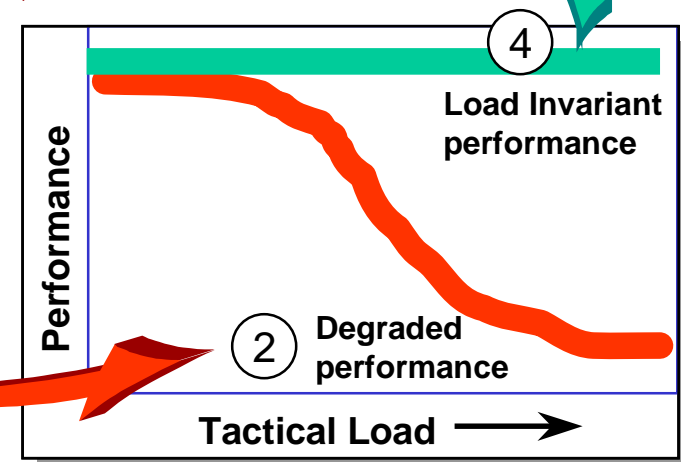 4
Load Invariant
performance
Performance
2
Degraded
performance
Tactical Load